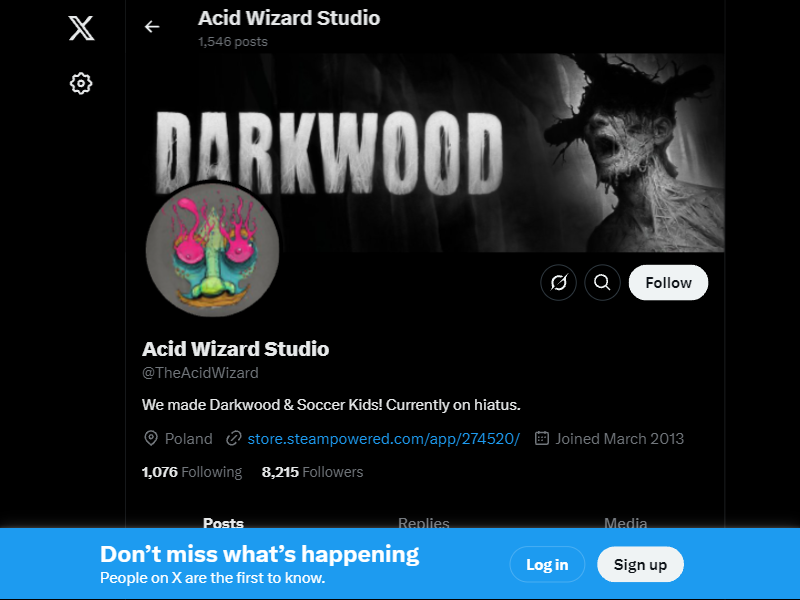 Acid Wizard Studio
1,546 posts
DARKWOOD
Follow
Acid Wizard Studio
@TheAcidWizard
We made Darkwood & Soccer Kids! Currently on hiatus.
Poland store.steampowered.com/app/274520/ Joined March 2013
1,076 Following 8,215 Followers
Posts Replies Media
Don’t miss what’s happening
People on X are the first to know.
Log in Sign up